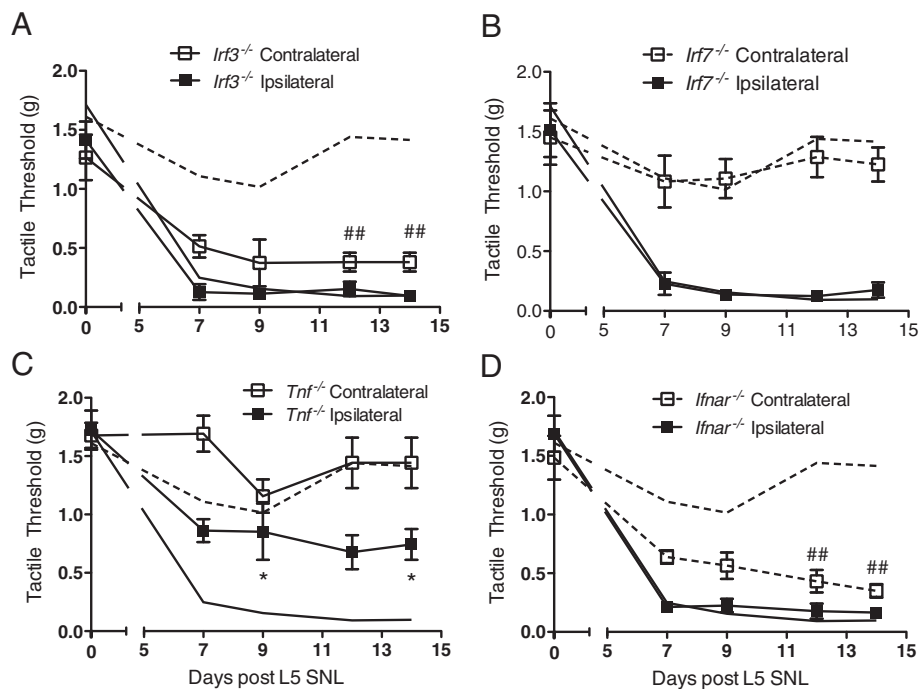 A
Irf3-/- Contralateral
Irf3-/- Ipsilateral
Tactile Threshold (g)
2.0
1.5
1.0
0.5
0.0
## ##
0 5 7 9 11 13 15
B
Irf7-/- Contralateral
Irf7-/- Ipsilateral
Tactile Threshold (g)
2.0
1.5
1.0
0.5
0.0
0 5 7 9 11 13 15
C
Tnf-/- Contralateral
Tnf-/- Ipsilateral
Tactile Threshold (g)
2.0
1.5
1.0
0.5
0.0
* *
0 5 7 9 11 13 15
Days post L5 SNL
D
Ifnar-/- Contralateral
Ifnar-/- Ipsilateral
Tactile Threshold (g)
2.0
1.5
1.0
0.5
0.0
## ##
0 5 7 9 11 13 15
Days post L5 SNL